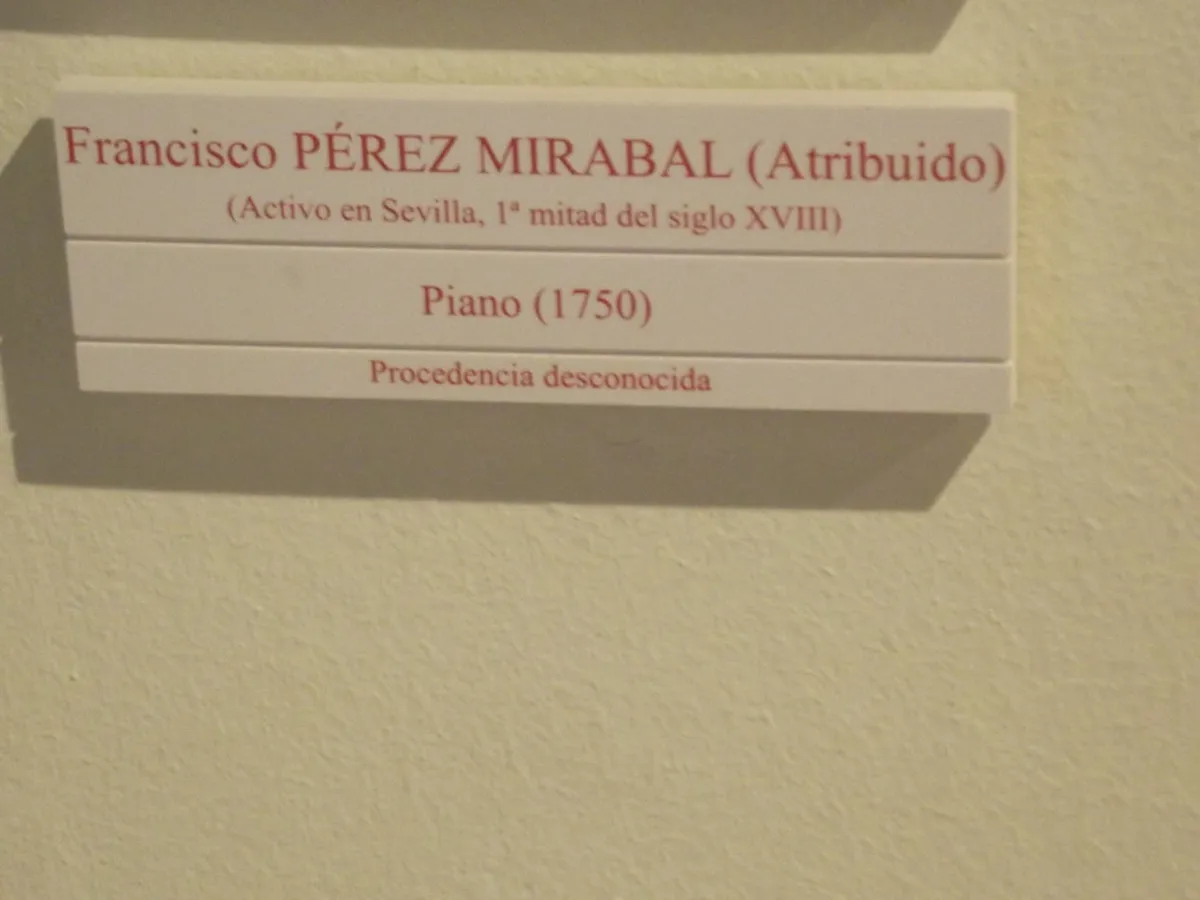 Francisco PÉREZ MIRABAL (Atribuido)
(Activo en Sevilla, 1ª mitad del siglo XVIII)
Piano (1750)
Procedencia desconocida